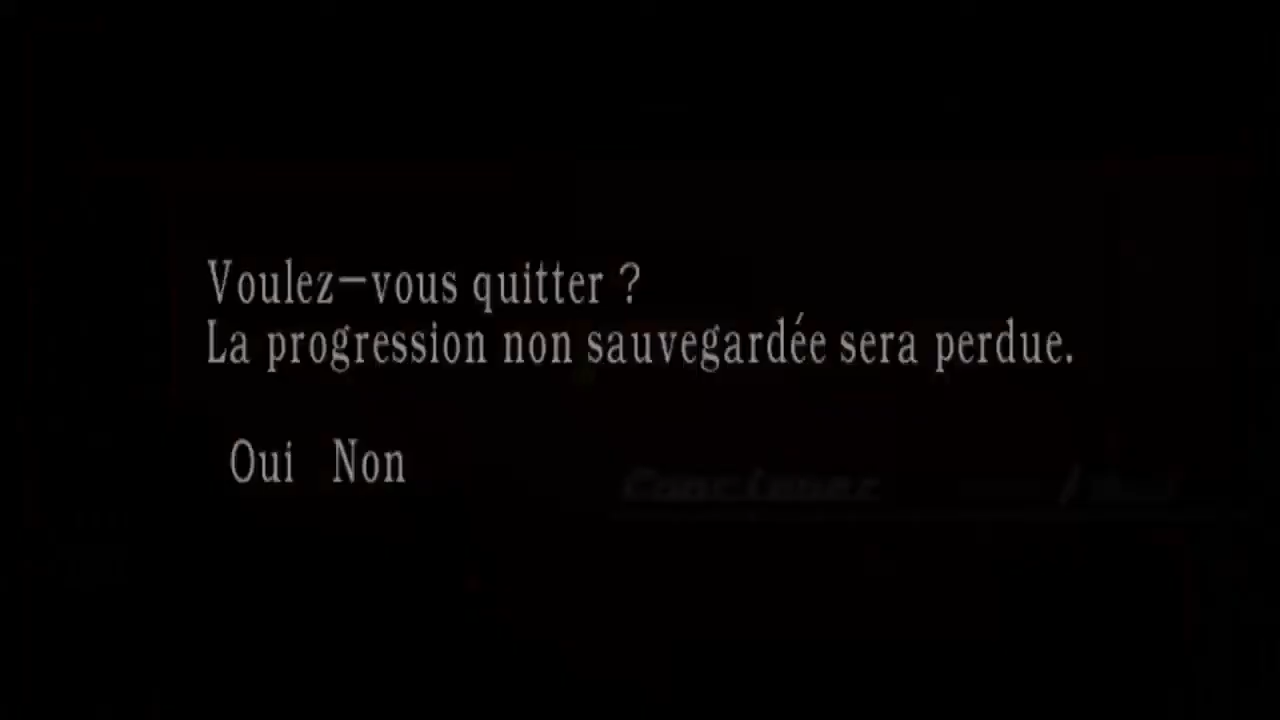 Voulez-vous quitter ?
La progression non sauvegardée sera perdue.
Oui Non